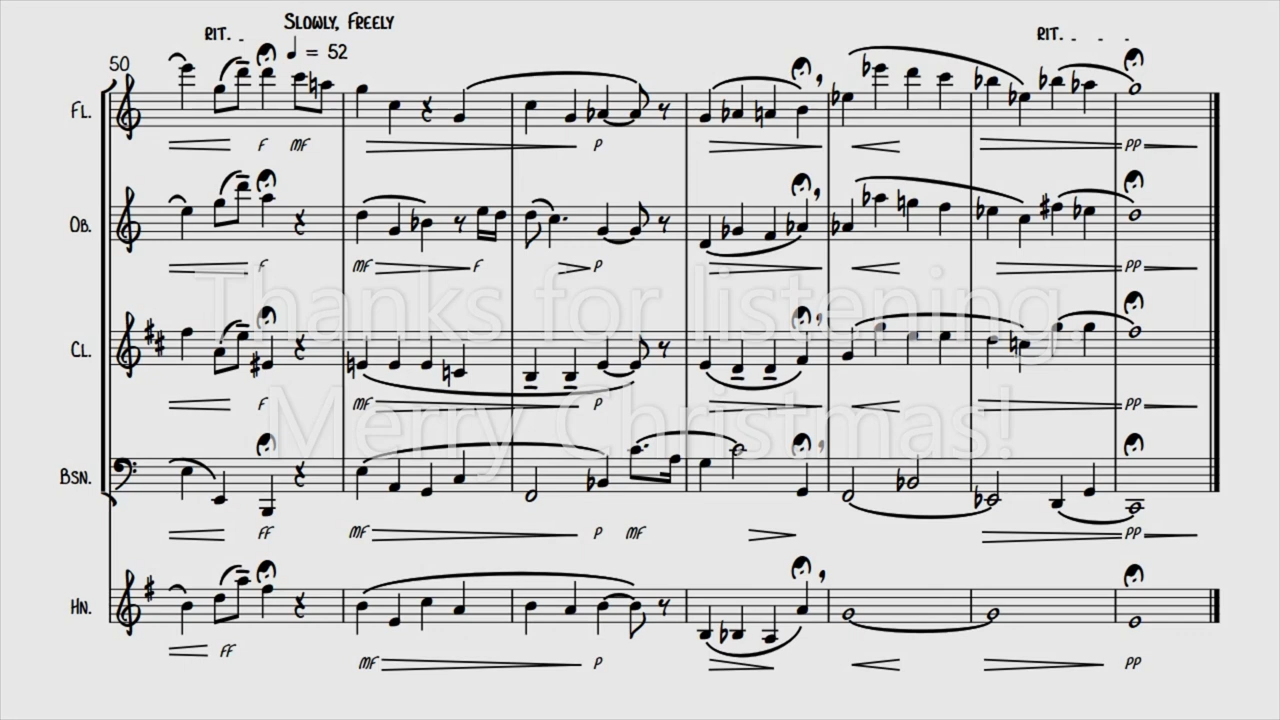 RIT. -
SLOWLY, FREELY
♩ = 52
RIT. - - -
50
FL.
F MF P PP
OB.
F MF F P PP
Thanks for listening.
CL.
F MF P PP
Merry Christmas!
BSN.
FF MF P MF PP
HN.
FF MF P PP